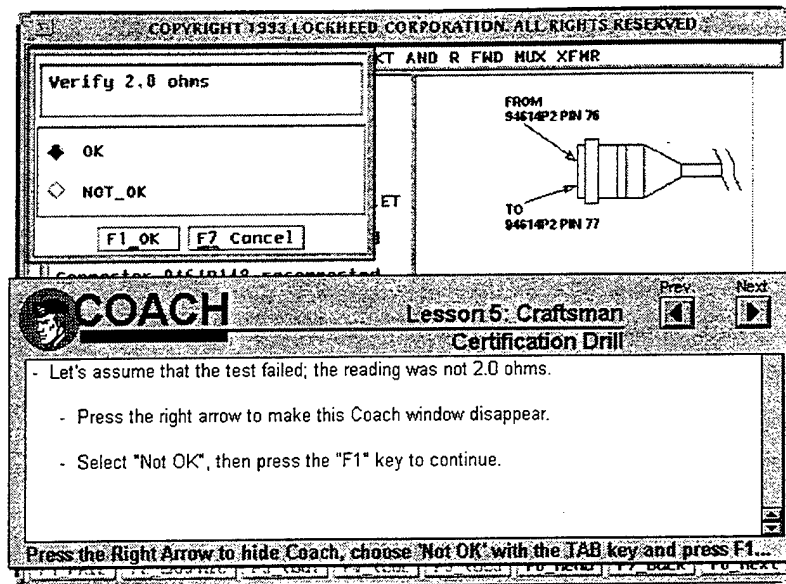 COPYRIGHT 1993 LOCKHEED CORPORATION. ALL RIGHTS RESERVED
XT AND R FWD MUX XFMR
Verify 2.0 ohms
OK
NOT_OK
F1_OK F7 Cancel
ET
FROM
94614P2 PIN 76
TO
94614P2 PIN 77
COACH
Lesson 5: Craftsman
Certification Drill
Prev.
Next
- Let's assume that the test failed; the reading was not 2.0 ohms.
- Press the right arrow to make this Coach window disappear.
- Select "Not OK", then press the "F1" key to continue.
Press the Right Arrow to hide Coach, choose 'Not OK' with the TAB key and press F1...